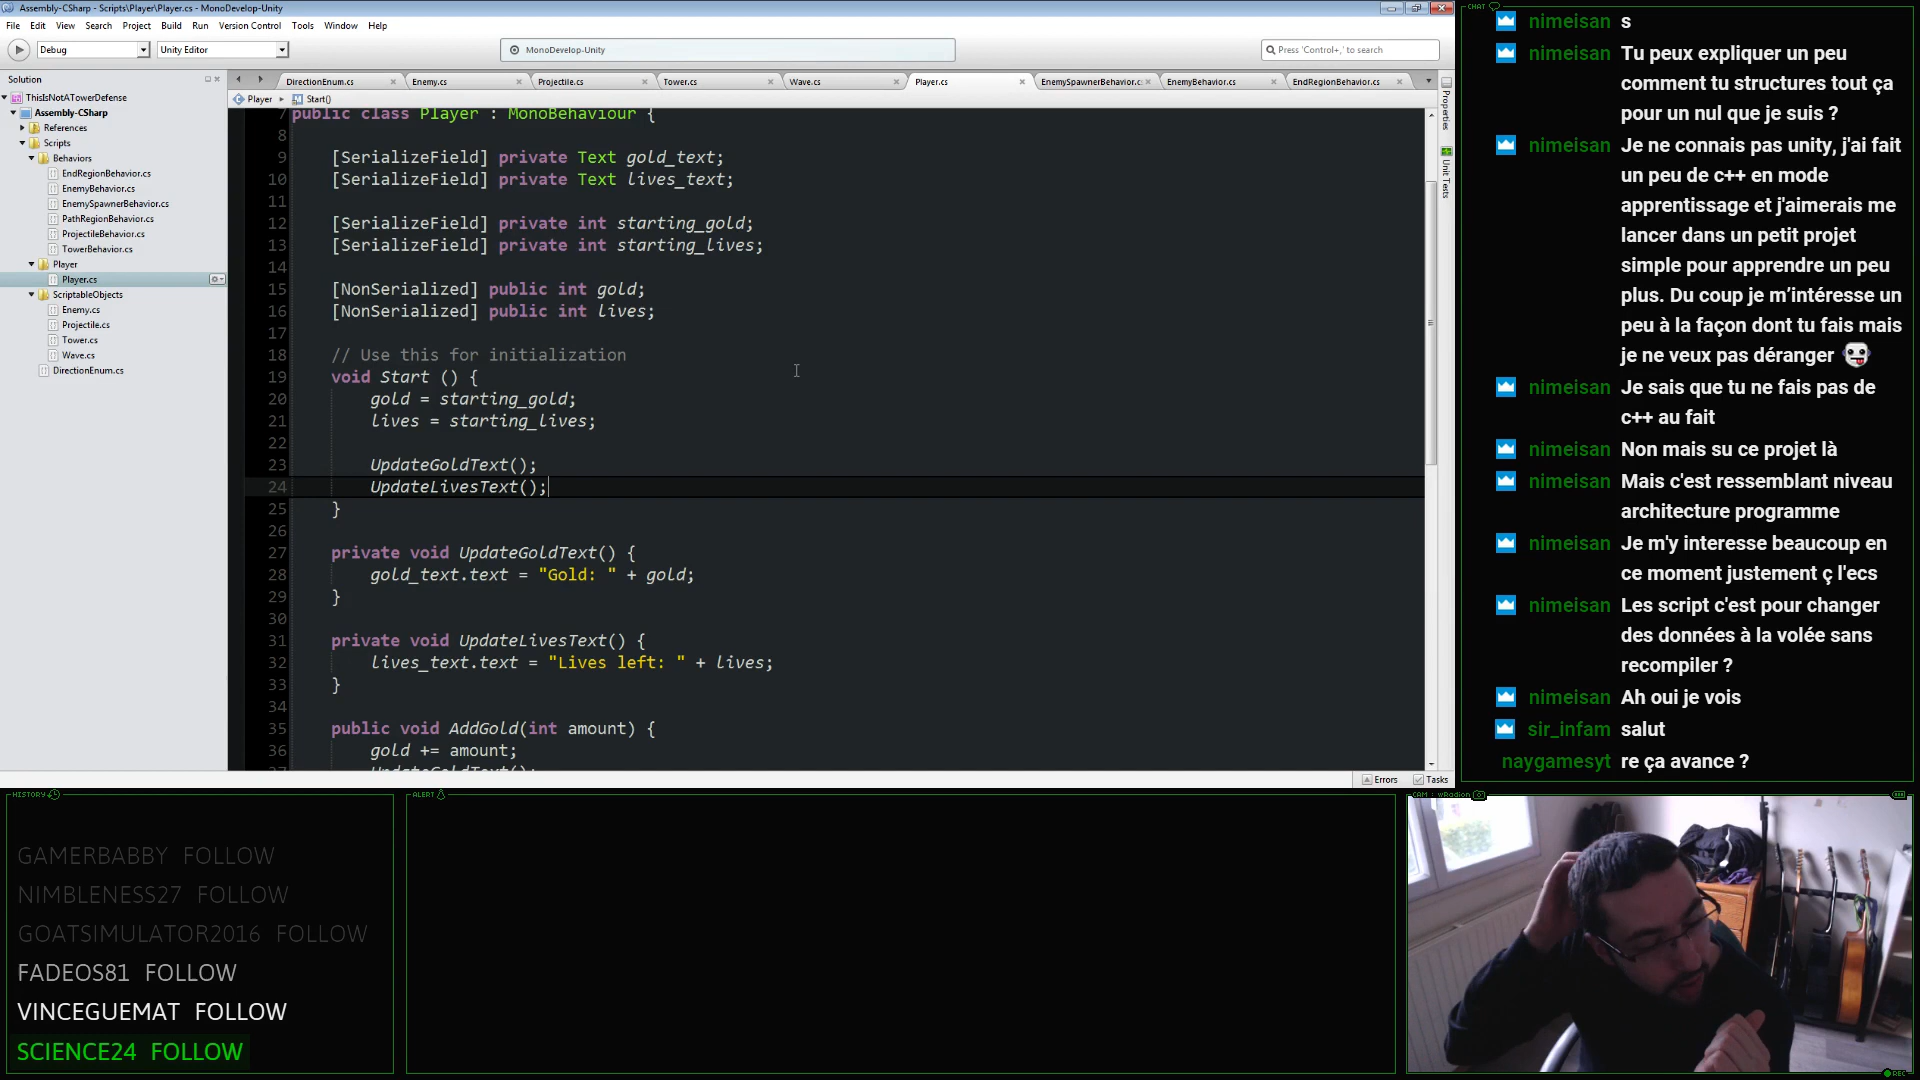 Assembly-CSharp - Scripts\Player\Player.cs - MonoDevelop-Unity
File Edit View Search Project Build Run Version Control Tools Window Help
Debug
Unity Editor
MonoDevelop-Unity
Press 'Control+,' to search
Solution
ThisIsNotATowerDefense
Assembly-CSharp
References
Scripts
Behaviors
EndRegionBehavior.cs
EnemyBehavior.cs
EnemySpawnerBehavior.cs
PathRegionBehavior.cs
ProjectileBehavior.cs
TowerBehavior.cs
Player
Player.cs
ScriptableObjects
Enemy.cs
Projectile.cs
Tower.cs
Wave.cs
DirectionEnum.cs
DirectionEnum.cs Enemy.cs Projectile.cs Tower.cs Wave.cs Player.cs EnemySpawnerBehavior.c: EnemyBehavior.cs EndRegionBehavior.cs
Player Start()
7 public class Player : MonoBehaviour {
8
9 [SerializeField] private Text gold_text;
10 [SerializeField] private Text lives_text;
11
12 [SerializeField] private int starting_gold;
13 [SerializeField] private int starting_lives;
14
15 [NonSerialized] public int gold;
16 [NonSerialized] public int lives;
17
18 // Use this for initialization
19 void Start () {
20 gold = starting_gold;
21 lives = starting_lives;
22
23 UpdateGoldText();
24 UpdateLivesText();
25 }
26
27 private void UpdateGoldText() {
28 gold_text.text = "Gold: " + gold;
29 }
30
31 private void UpdateLivesText() {
32 lives_text.text = "Lives left: " + lives;
33 }
34
35 public void AddGold(int amount) {
36 gold += amount;
37 UpdateGoldText();
Properties
Unit Tests
Errors Tasks
CHAT
nimeisan s
nimeisan Tu peux expliquer un peu
comment tu structures tout ça
pour un nul que je suis ?
nimeisan Je ne connais pas unity, j'ai fait
un peu de c++ en mode
apprentissage et j'aimerais me
lancer dans un petit projet
simple pour apprendre un peu
plus. Du coup je m'intéresse un
peu à la façon dont tu fais mais
je ne veux pas déranger
nimeisan Je sais que tu ne fais pas de
c++ au fait
nimeisan Non mais su ce projet là
nimeisan Mais c'est ressemblant niveau
architecture programme
nimeisan Je m'y interesse beaucoup en
ce moment justement ç l'ecs
nimeisan Les script c'est pour changer
des données à la volée sans
recompiler ?
nimeisan Ah oui je vois
sir_infam salut
naygamesyt re ça avance ?
HISTORY
GAMERBABBY FOLLOW
NIMBLENESS27 FOLLOW
GOATSIMULATOR2016 FOLLOW
FADEOS81 FOLLOW
VINCEGUEMAT FOLLOW
SCIENCE24 FOLLOW
ALERT
CAM : wRadion
REC